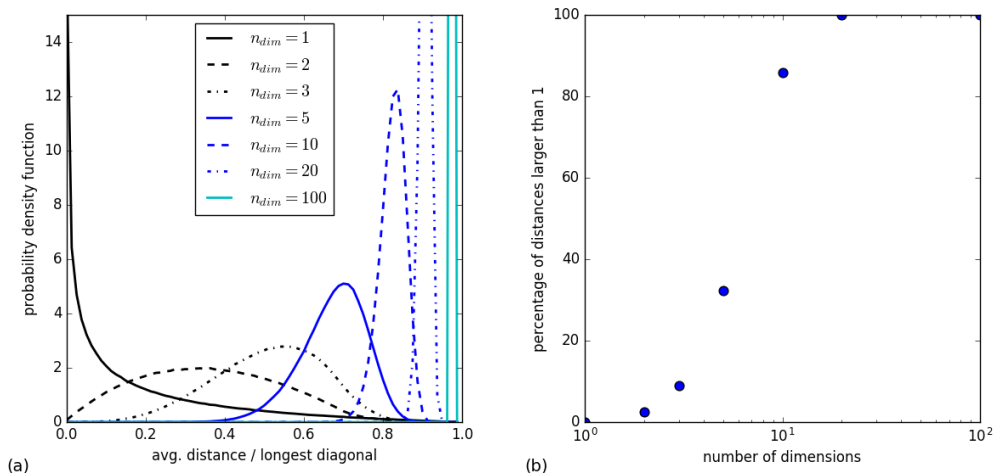 14
12
10
8
6
4
2
0
probability density function
0.0 0.2 0.4 0.6 0.8 1.0
avg. distance / longest diagonal
n_dim = 1
n_dim = 2
n_dim = 3
n_dim = 5
n_dim = 10
n_dim = 20
n_dim = 100
(a)
100
80
60
40
20
0
percentage of distances larger than 1
10^0 10^1 10^2
number of dimensions
(b)